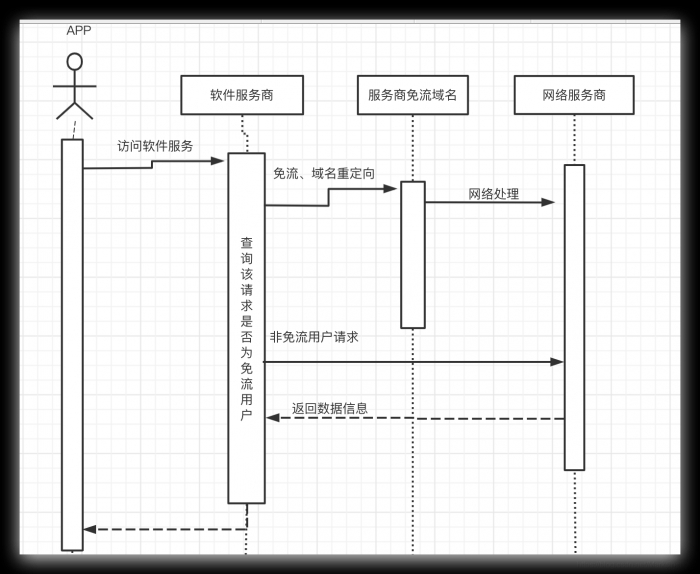 APP
软件服务商
服务商免流域名
网络服务商
访问软件服务
免流、域名重定向
网络处理
查
询
该
请
求
是
否
为
免
流
用
户
非免流用户请求
返回数据信息